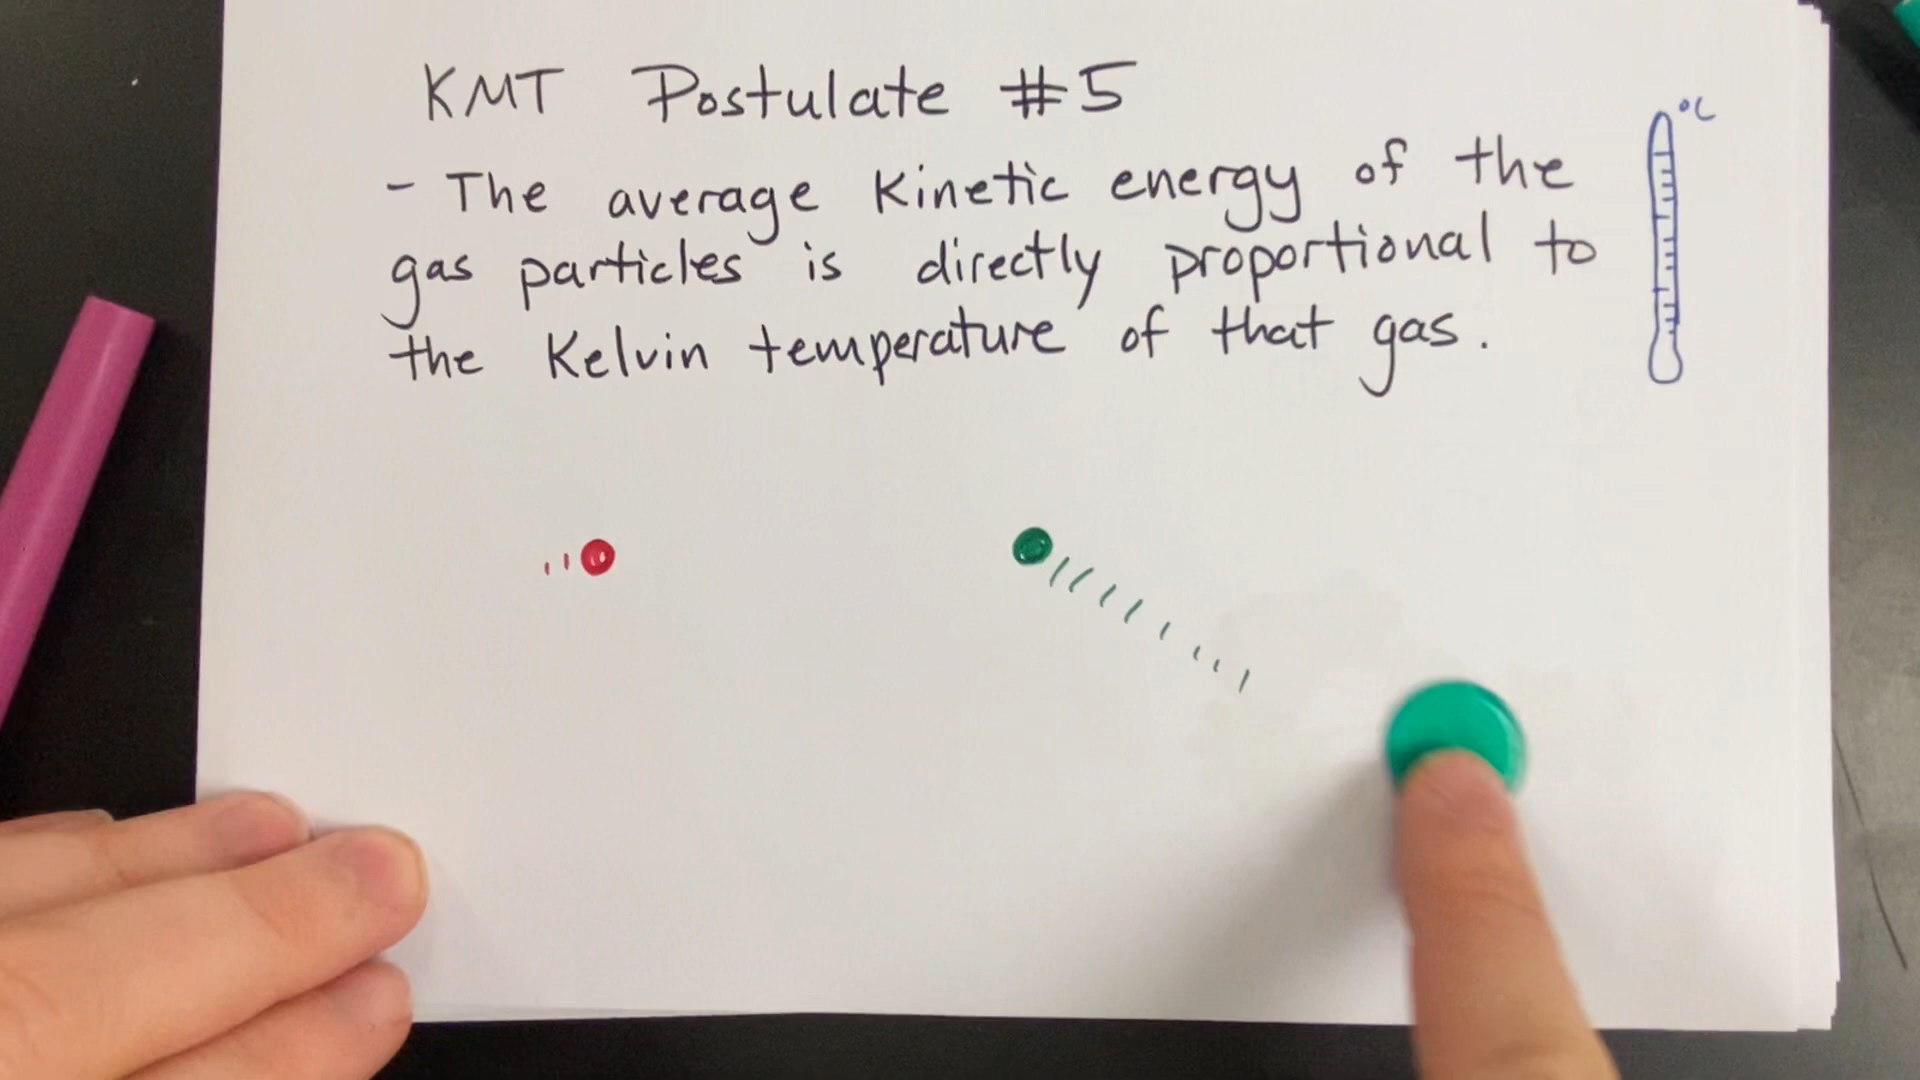 KMT Postulate #5
- The average Kinetic energy of the
gas particles is directly proportional to
the Kelvin temperature of that gas.
°C